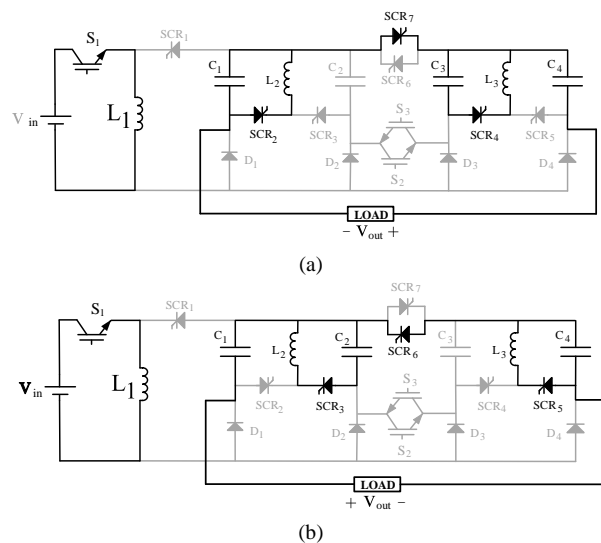 SCR7
S1
SCR1
C1
L2
C2
SCR6
C3
L3
C4
V in
L1
S3
SCR2
SCR3
SCR4
SCR5
D1
D2
S2
D3
D4
LOAD
− Vout +
(a)
SCR7
S1
SCR1
C1
L2
C2
SCR6
C3
L3
C4
Vin
L1
S3
SCR2
SCR3
SCR4
SCR5
D1
D2
S2
D3
D4
LOAD
+ Vout −
(b)